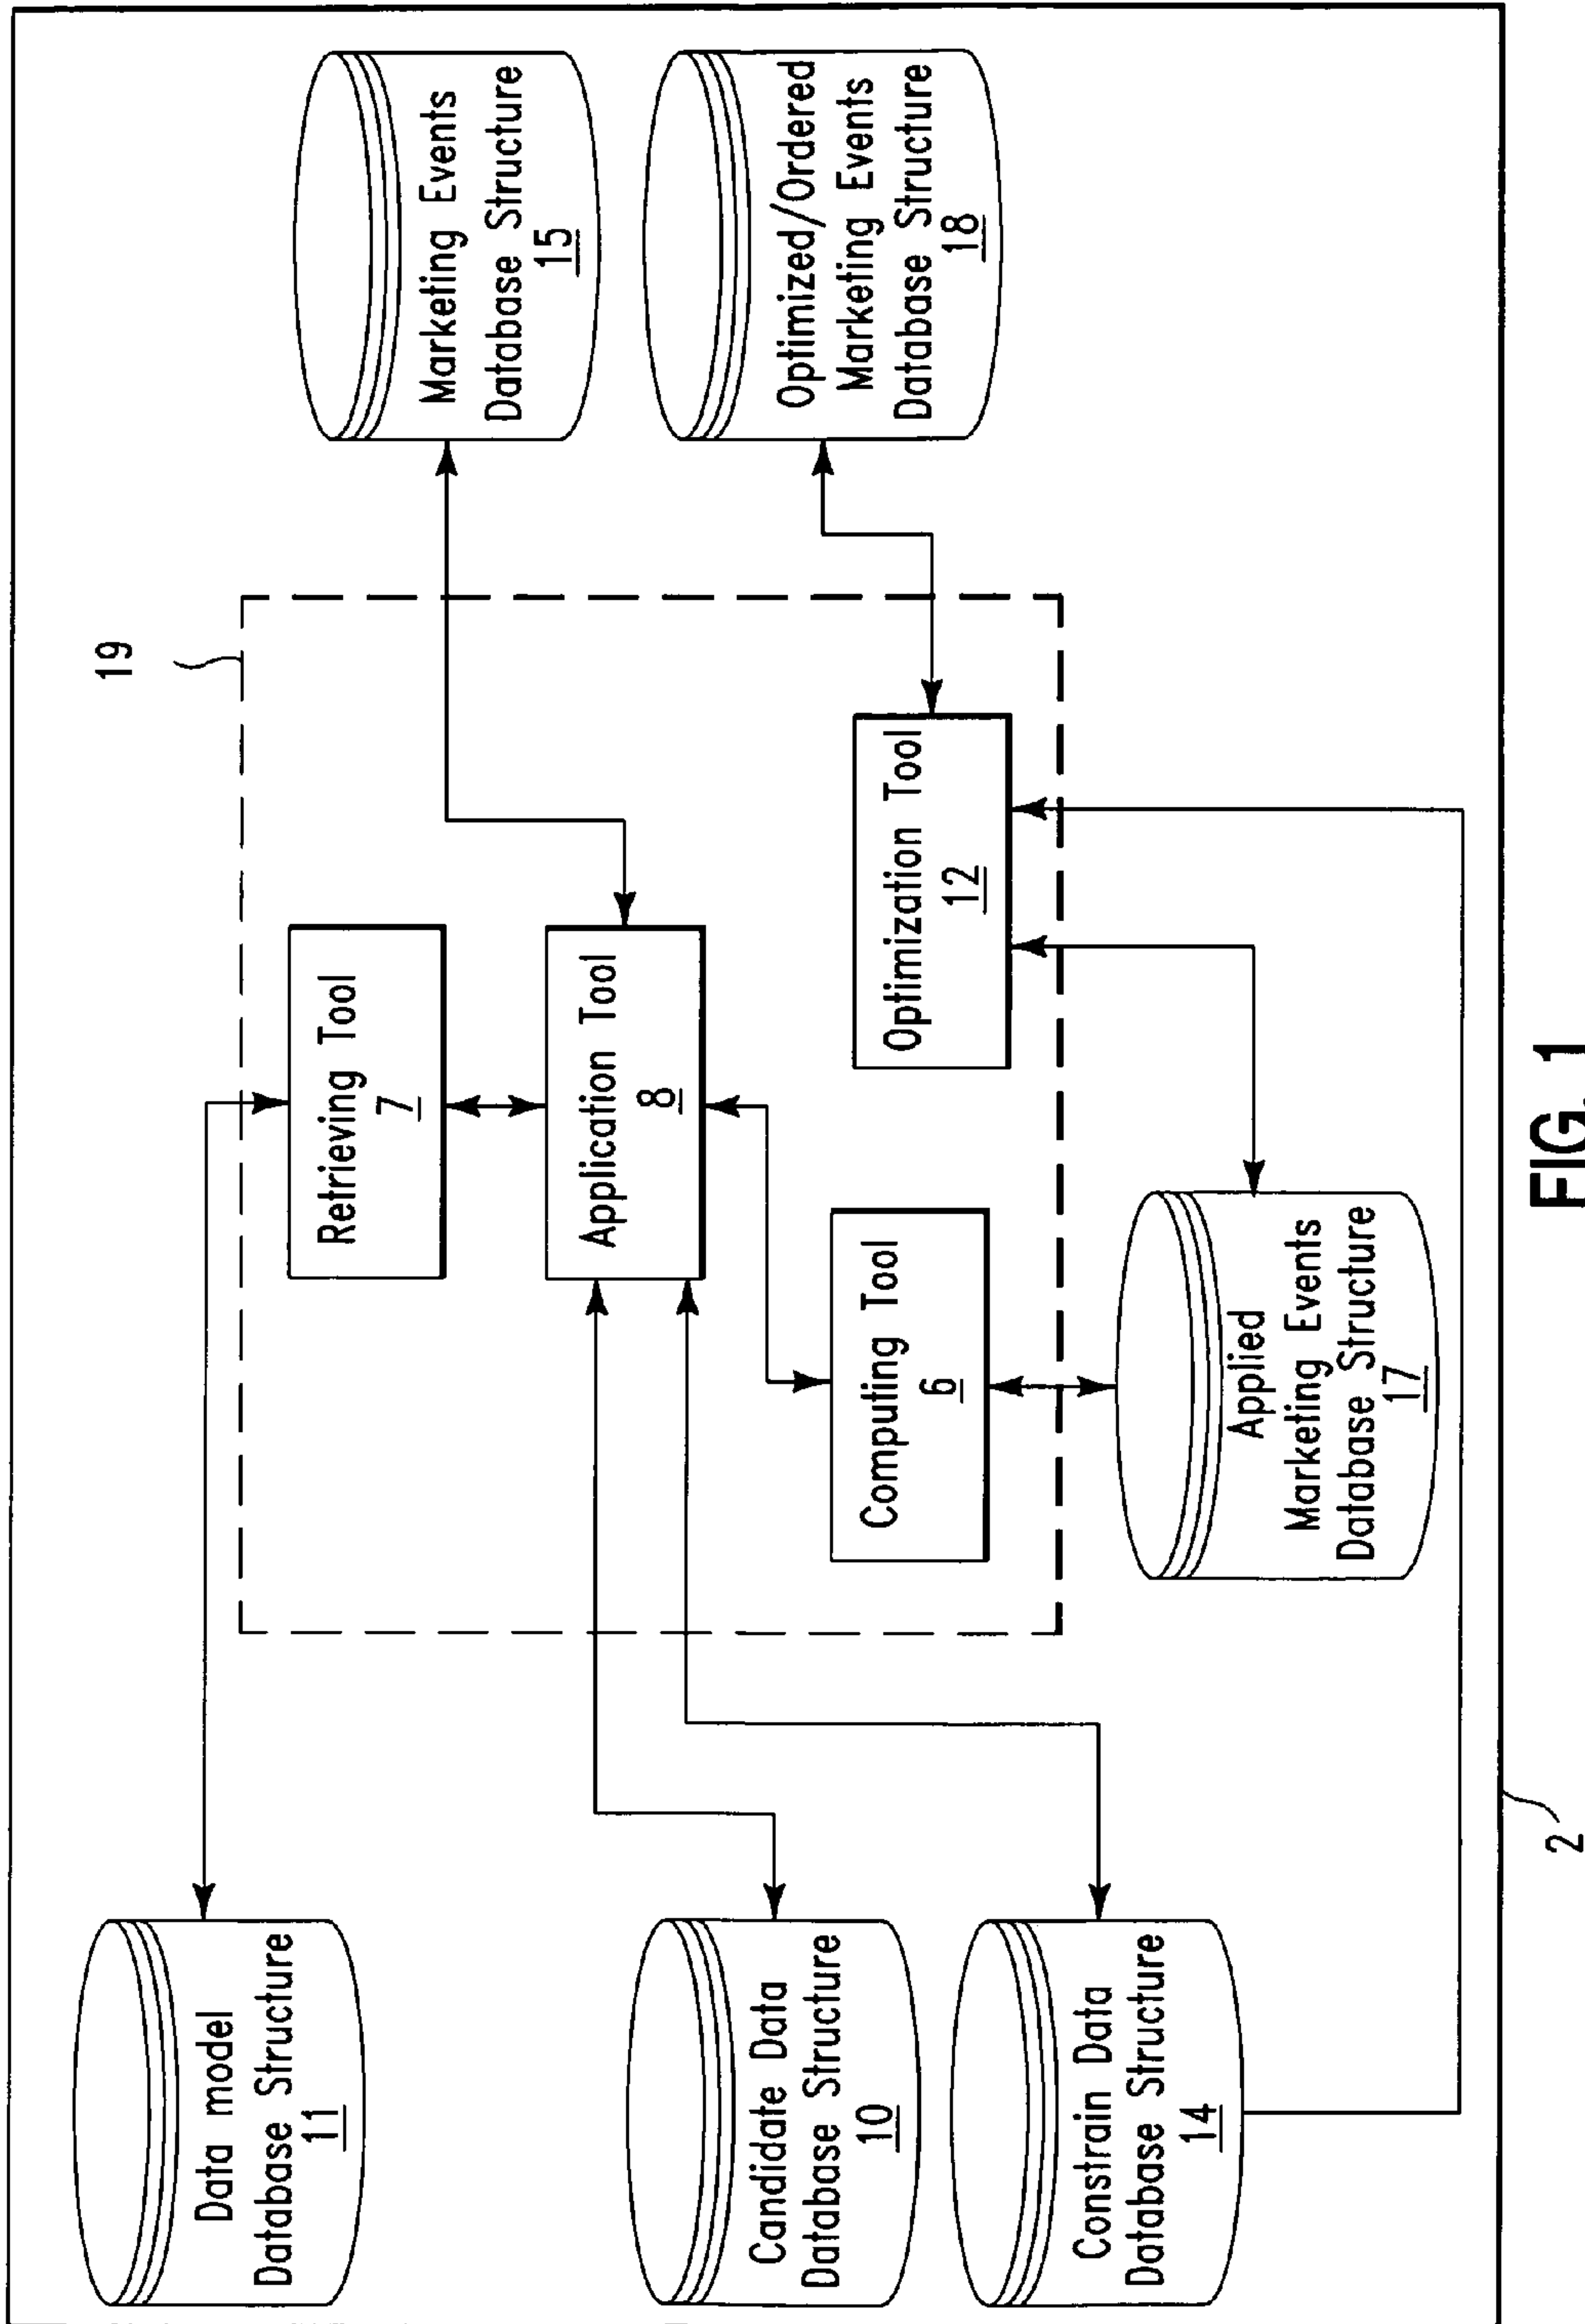 19
Data model
Database Structure
11
Retrieving Tool
7
Marketing Events
Database Structure
15
Application Tool
8
Candidate Data
Database Structure
10
Optimized/Ordered
Marketing Events
Database Structure
18
Computing Tool
6
Optimization Tool
12
Constrain Data
Database Structure
14
Applied
Marketing Events
Database Structure
17
2
FIG. 1